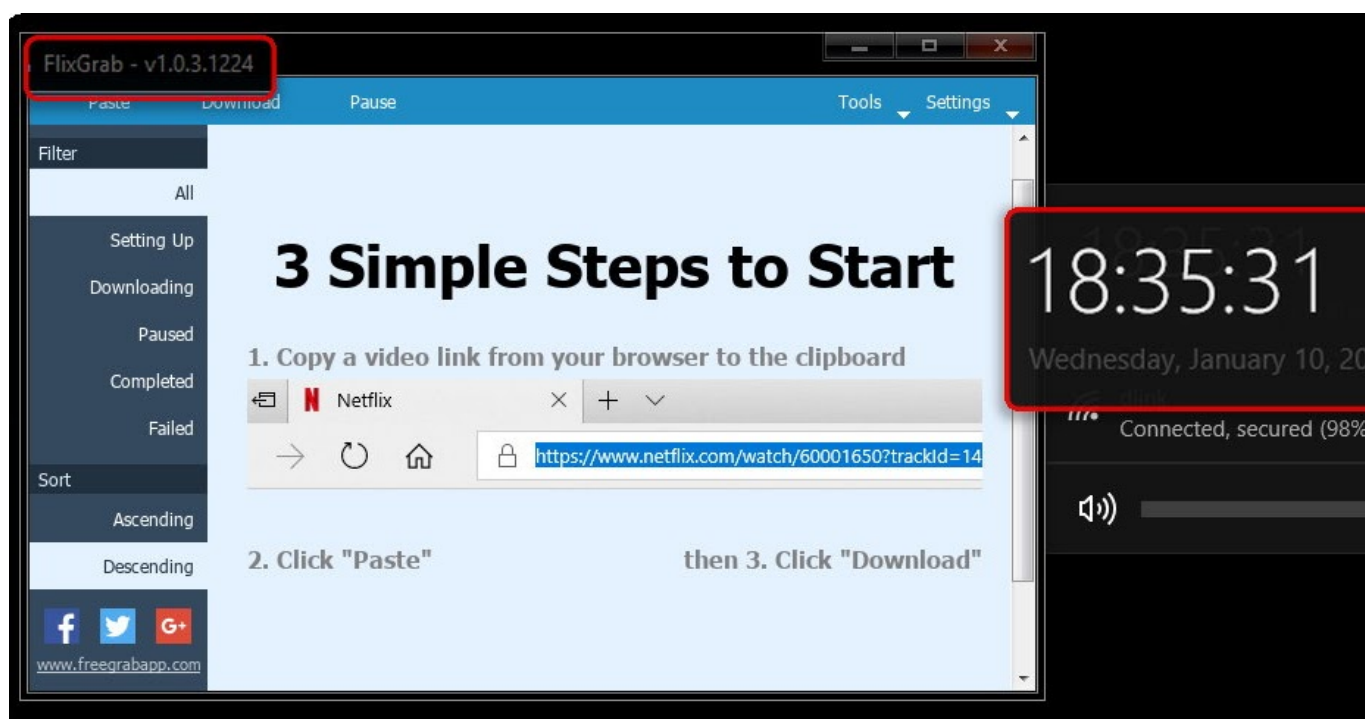 FlixGrab - v1.0.3.1224
Paste Download Pause Tools Settings
Filter
All
Setting Up
Downloading
Paused
Completed
Failed
Sort
Ascending
Descending
www.freegrabapp.com
3 Simple Steps to Start
1. Copy a video link from your browser to the clipboard
Netflix
https://www.netflix.com/watch/60001650?trackId=14
2. Click "Paste" then 3. Click "Download"
18:35:31
Wednesday, January 10, 20
dlink
Connected, secured (98%